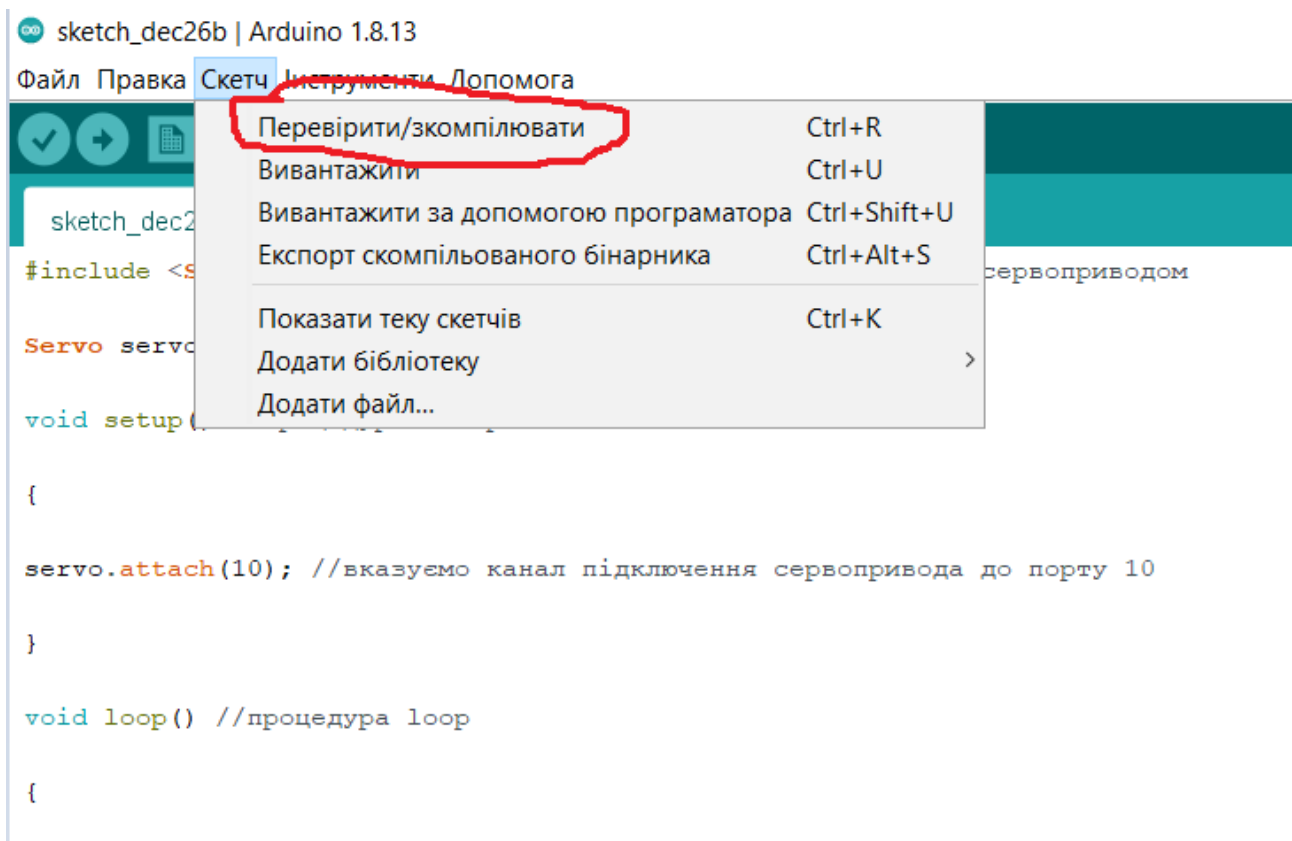 sketch_dec26b | Arduino 1.8.13
Файл Правка Скетч Інструменти Допомога
Перевірити/зкомпілювати Ctrl+R
Вивантажити Ctrl+U
Вивантажити за допомогою програматора Ctrl+Shift+U
Експорт скомпільованого бінарника Ctrl+Alt+S
Показати теку скетчів Ctrl+K
Додати бібліотеку
Додати файл...
sketch_dec2
#include <S сервоприводом
Servo servo
void setup(
{
servo.attach(10); //вказуємо канал підключення сервопривода до порту 10
}
void loop() //процедура loop
{